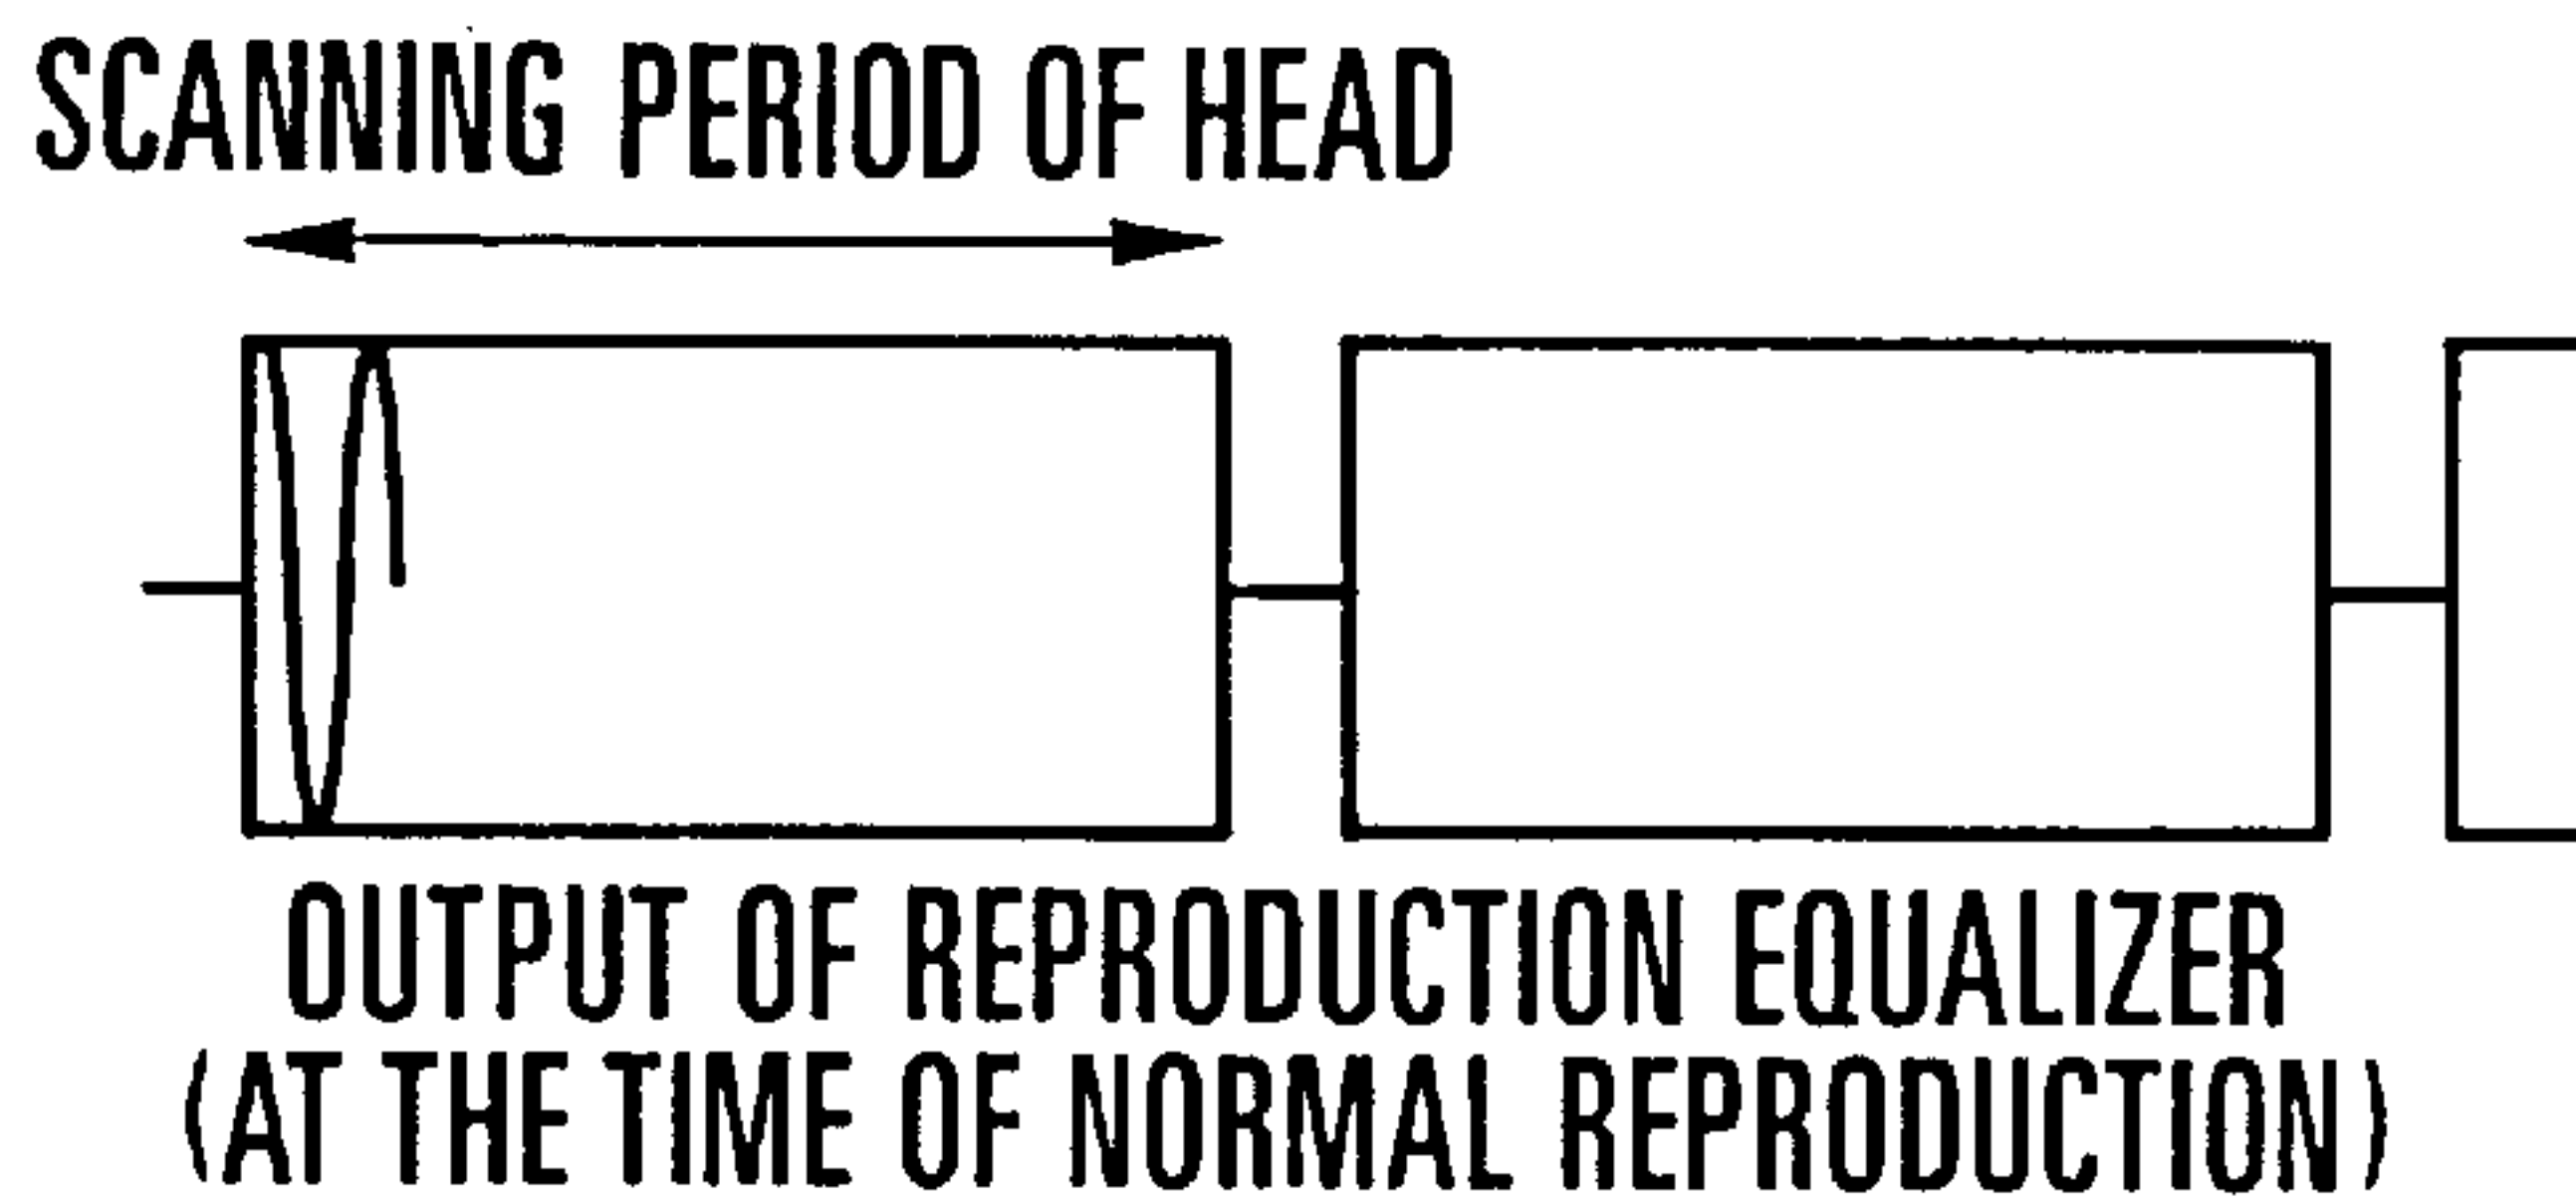 SCANNING PERIOD OF HEAD
OUTPUT OF REPRODUCTION EQUALIZER
(AT THE TIME OF NORMAL REPRODUCTION)